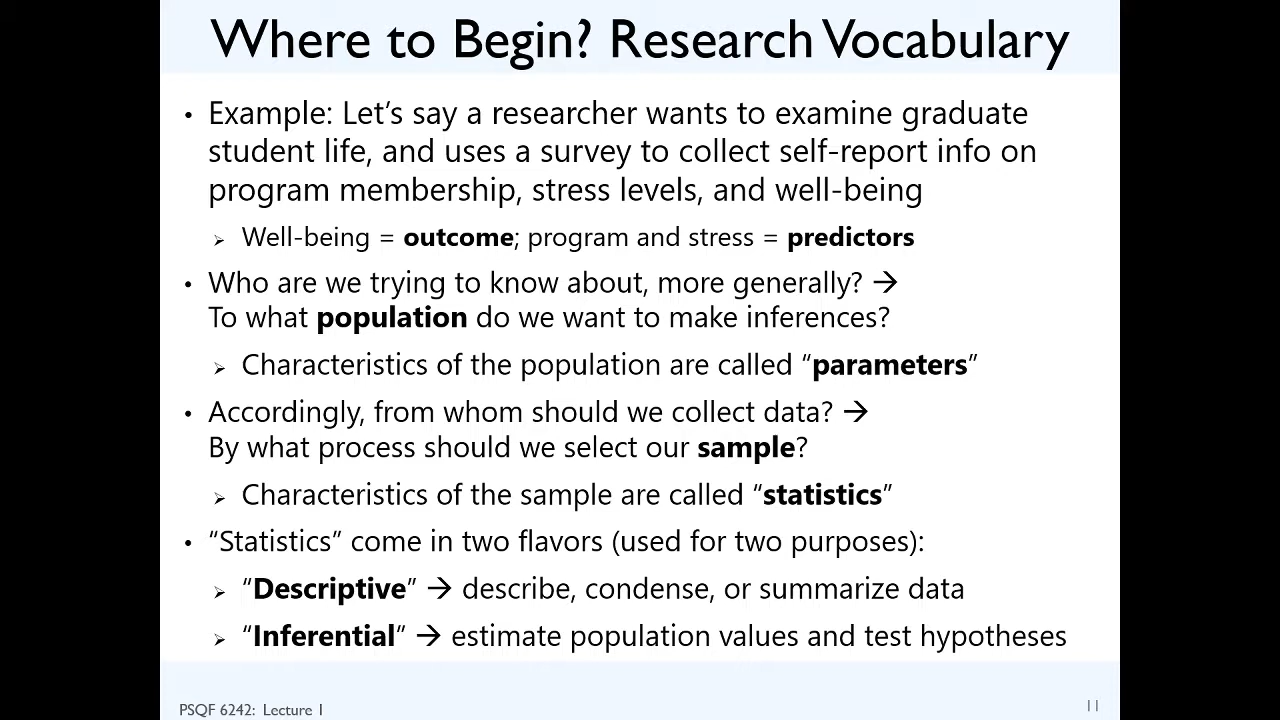 Where to Begin? Research Vocabulary
• Example: Let’s say a researcher wants to examine graduate
student life, and uses a survey to collect self-report info on
program membership, stress levels, and well-being
➢ Well-being = outcome; program and stress = predictors
• Who are we trying to know about, more generally? →
To what population do we want to make inferences?
➢ Characteristics of the population are called “parameters”
• Accordingly, from whom should we collect data? →
By what process should we select our sample?
➢ Characteristics of the sample are called “statistics”
• “Statistics” come in two flavors (used for two purposes):
➢ “Descriptive” → describe, condense, or summarize data
➢ “Inferential” → estimate population values and test hypotheses
PSQF 6242: Lecture 1
11